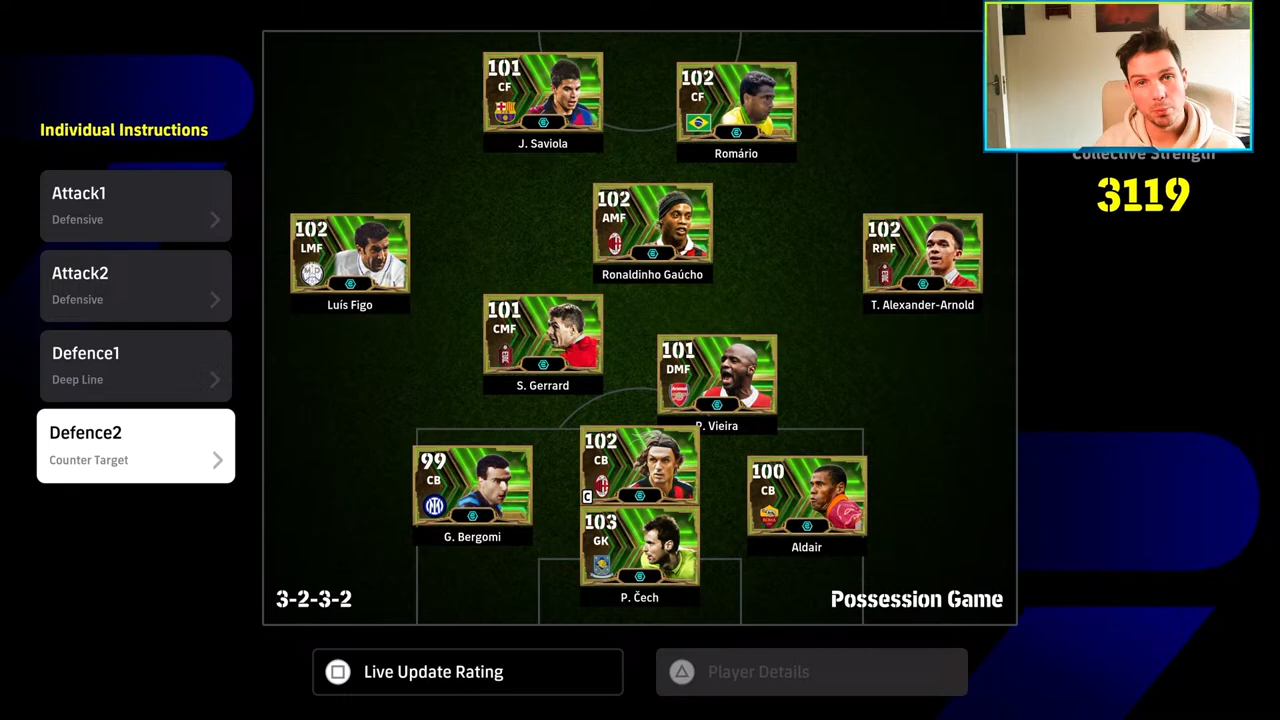 Individual Instructions
Attack1
Defensive
Attack2
Defensive
Defence1
Deep Line
Defence2
Counter Target
101
CF
J. Saviola
102
CF
Romário
102
LMF
Luís Figo
102
AMF
Ronaldinho Gaúcho
102
RMF
T. Alexander-Arnold
101
CMF
S. Gerrard
101
DMF
P. Vieira
99
CB
G. Bergomi
102
CB
C
100
CB
Aldair
103
GK
P. Čech
3-2-3-2
Possession Game
Collective Strength
3119
Live Update Rating
Player Details